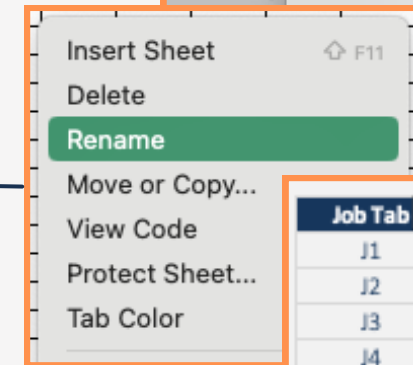 Insert Sheet ⇧ F11
Delete
Rename
Move or Copy...
View Code
Protect Sheet...
Tab Color
Job Tab
J1
J2
J3
J4